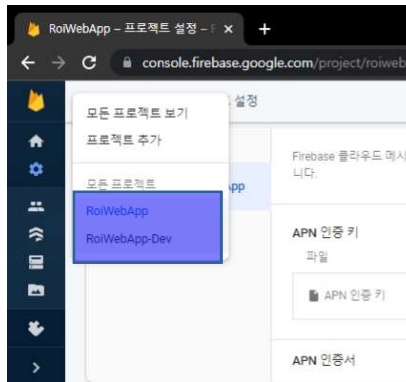 RoiWebApp – 프로젝트 설정 – F
console.firebase.google.com/project/roiweb
설정
모든 프로젝트 보기
프로젝트 추가
모든 프로젝트
RoiWebApp
RoiWebApp-Dev
App
Firebase 클라우드 메시
니다.
APN 인증 키
파일
APN 인증 키
APN 인증서